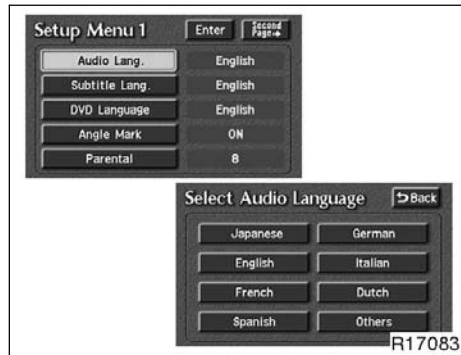 Setup Menu 1 Enter Second Page→
Audio Lang. English
Subtitle Lang. English
DVD Language English
Angle Mark ON
Parental 8
Select Audio Language ⮌Back
Japanese German
English Italian
French Dutch
Spanish Others
R17083